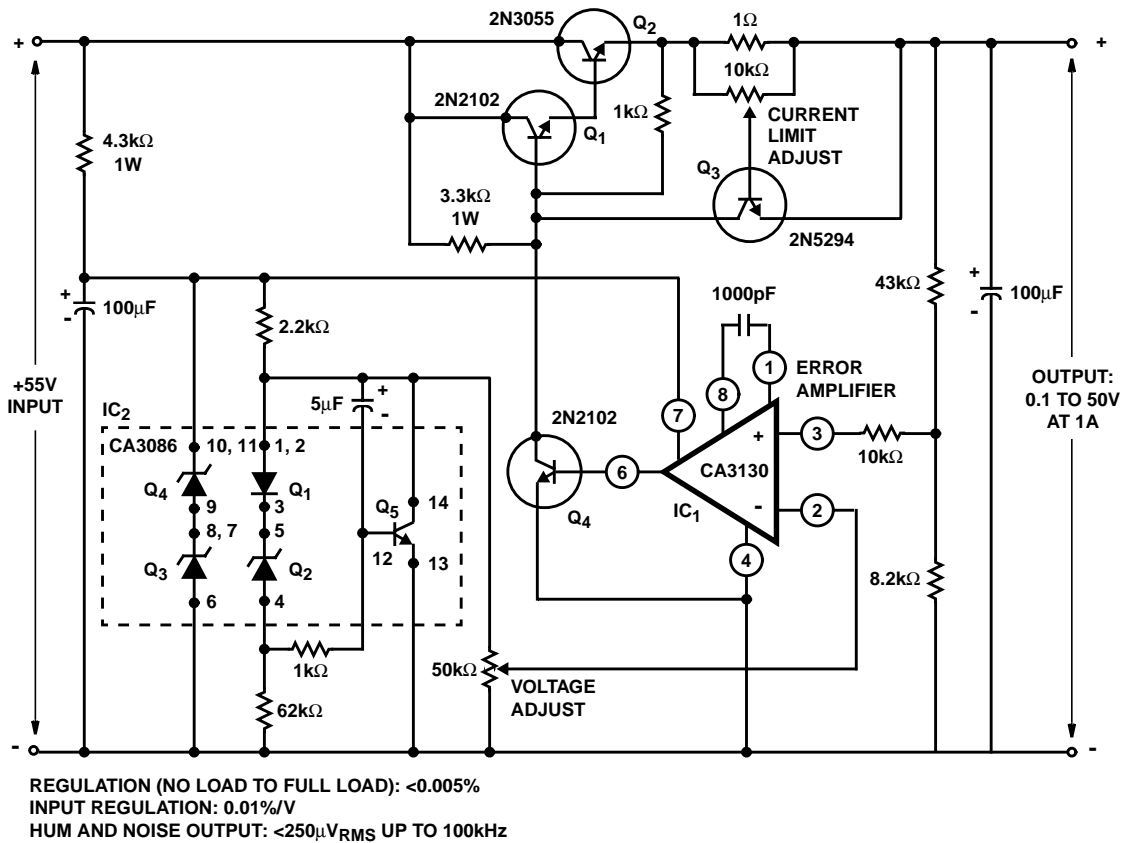 2N3055
Q2
1Ω
+
+
10kΩ
2N2102
Q1
1kΩ
CURRENT
LIMIT
ADJUST
4.3kΩ
1W
Q3
3.3kΩ
1W
2N5294
+
-
100μF
1000pF
43kΩ
+
-
100μF
2.2kΩ
+55V
INPUT
1
ERROR
AMPLIFIER
8
OUTPUT:
0.1 TO 50V
AT 1A
5μF
+
-
IC2
7
2N2102
CA3086
10, 11
1, 2
+
3
10kΩ
6
CA3130
Q4
Q1
14
9
3
Q5
Q4
IC1
-
2
8, 7
5
12
13
4
Q3
Q2
8.2kΩ
6
4
1kΩ
50kΩ
VOLTAGE
ADJUST
62kΩ
-
-
REGULATION (NO LOAD TO FULL LOAD): <0.005%
INPUT REGULATION: 0.01%/V
HUM AND NOISE OUTPUT: <250μVRMS UP TO 100kHz